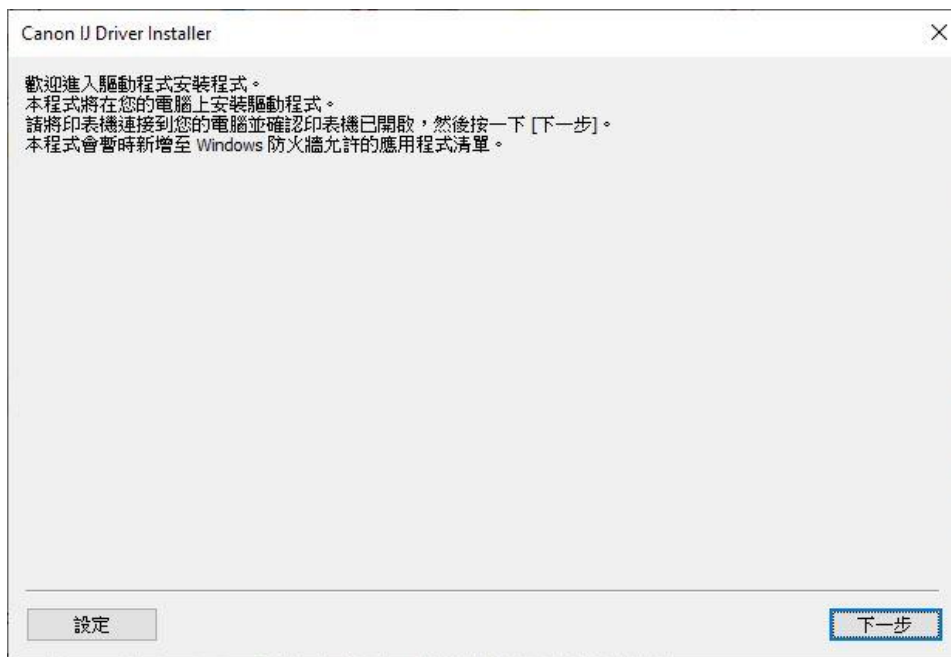 Canon IJ Driver Installer
歡迎進入驅動程式安裝程式。
本程式將在您的電腦上安裝驅動程式。
請將印表機連接到您的電腦並確認印表機已開啟，然後按一下 [下一步]。
本程式會暫時新增至 Windows 防火牆允許的應用程式清單。
設定
下一步